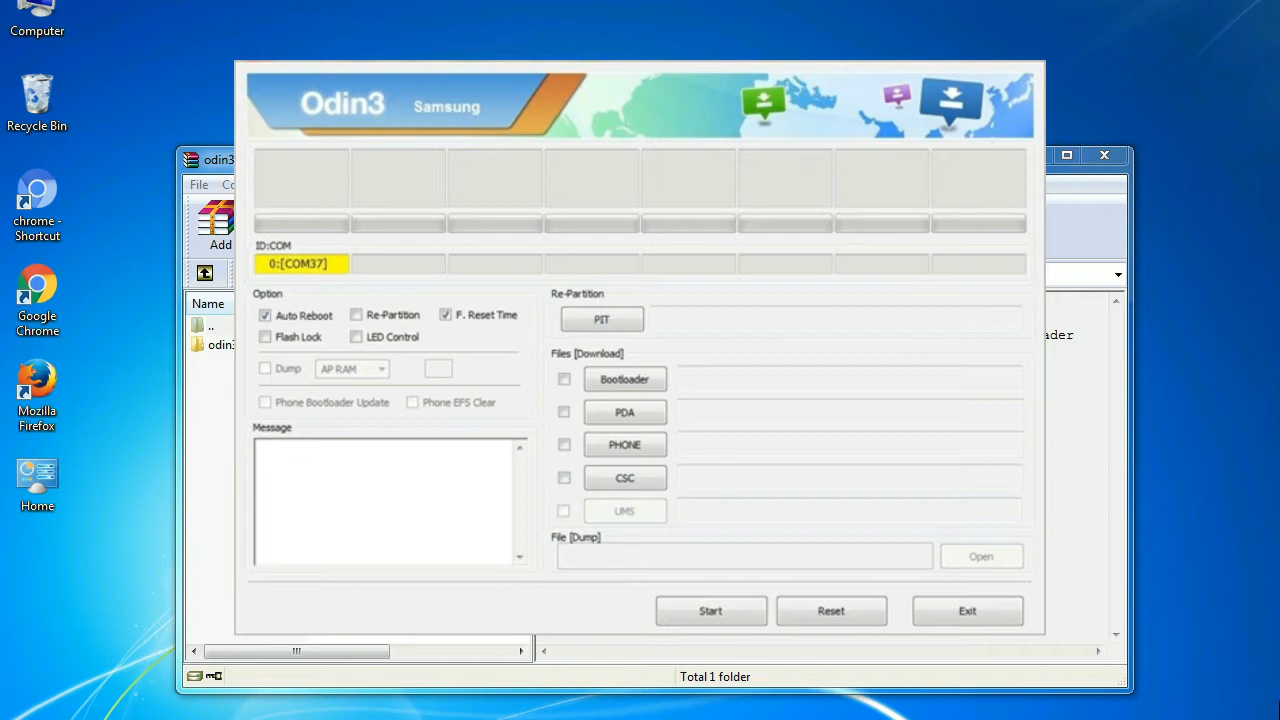 Computer
Recycle Bin
chrome -
Shortcut
Google
Chrome
Mozilla
Firefox
Home
odin3
File Co
Add
Name
..
odin3
ader
Total 1 folder
Odin3 Samsung
ID:COM
0:[COM37]
Option
Auto Reboot Re-Partition F. Reset Time
Flash Lock LED Control
Dump AP RAM
Phone Bootloader Update Phone EFS Clear
Message
Re-Partition
PIT
Files [Download]
Bootloader
PDA
PHONE
CSC
UMS
File [Dump]
Open
Start Reset Exit